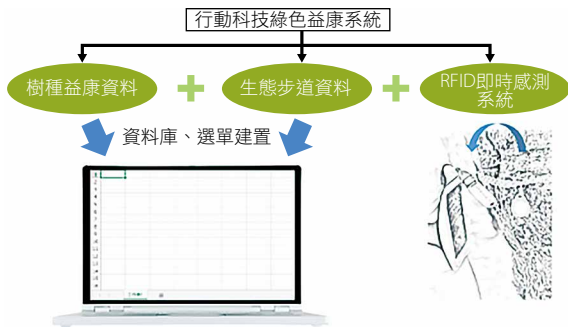 行動科技綠色益康系統
樹種益康資料
生態步道資料
RFID即時感測
系統
資料庫、選單建置